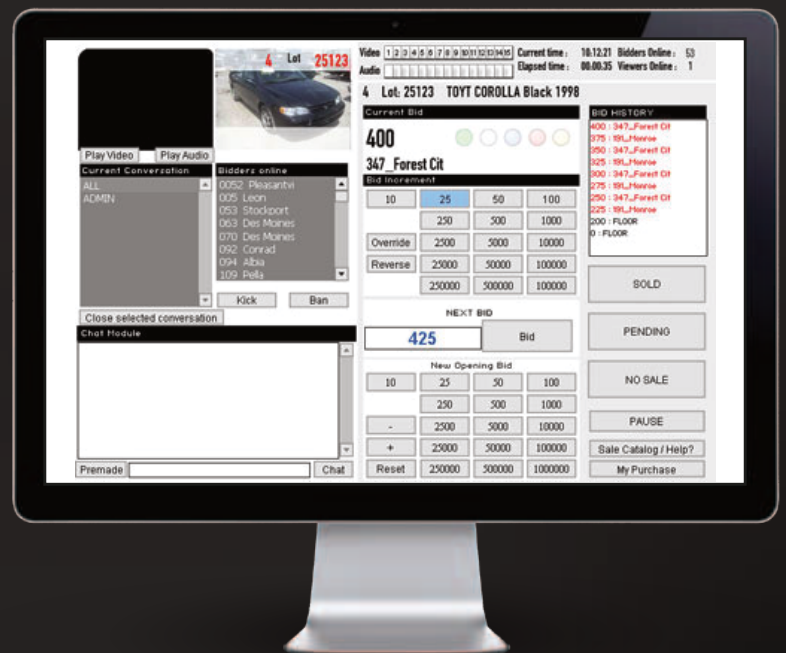 4 Lot 25123
Play Video Play Audio
Current Conversation
ALL
ADMIN
Bidders online
0052 Pleasantvi
005 Leon
053 Stockport
063 Des Moines
070 Des Moines
092 Conrad
094 Albia
109 Pella
Kick Ban
Close selected conversation
Chat Module
Premade Chat
Video 1 2 3 4 5 6 7 8 9 10 11 12 13 14 15 Current time : 10:12.21 Bidders Online : 53
Audio Elapsed time : 00:00.35 Viewers Online : 1
4 Lot: 25123 TOYT COROLLA Black 1998
Current Bid
400
347_Forest Cit
Bid Increment
10 25 50 100
250 500 1000
Override 2500 5000 10000
Reverse 25000 50000 100000
250000 500000 100000
NEXT BID
425 Bid
New Opening Bid
10 25 50 100
250 500 1000
- 2500 5000 10000
+ 25000 50000 100000
Reset 250000 500000 1000000
BID HISTORY
400 : 347_Forest Cit
375 : 191_Monroe
350 : 347_Forest Cit
325 : 191_Monroe
300 : 347_Forest Cit
275 : 191_Monroe
250 : 347_Forest Cit
225 : 191_Monroe
200 : FLOOR
0 : FLOOR
SOLD
PENDING
NO SALE
PAUSE
Sale Catalog / Help?
My Purchase